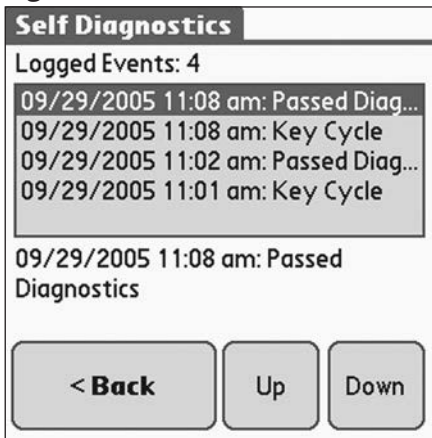 Self Diagnostics
Logged Events: 4
09/29/2005 11:08 am: Passed Diag...
09/29/2005 11:08 am: Key Cycle
09/29/2005 11:02 am: Passed Diag...
09/29/2005 11:01 am: Key Cycle
09/29/2005 11:08 am: Passed
Diagnostics
< Back Up Down